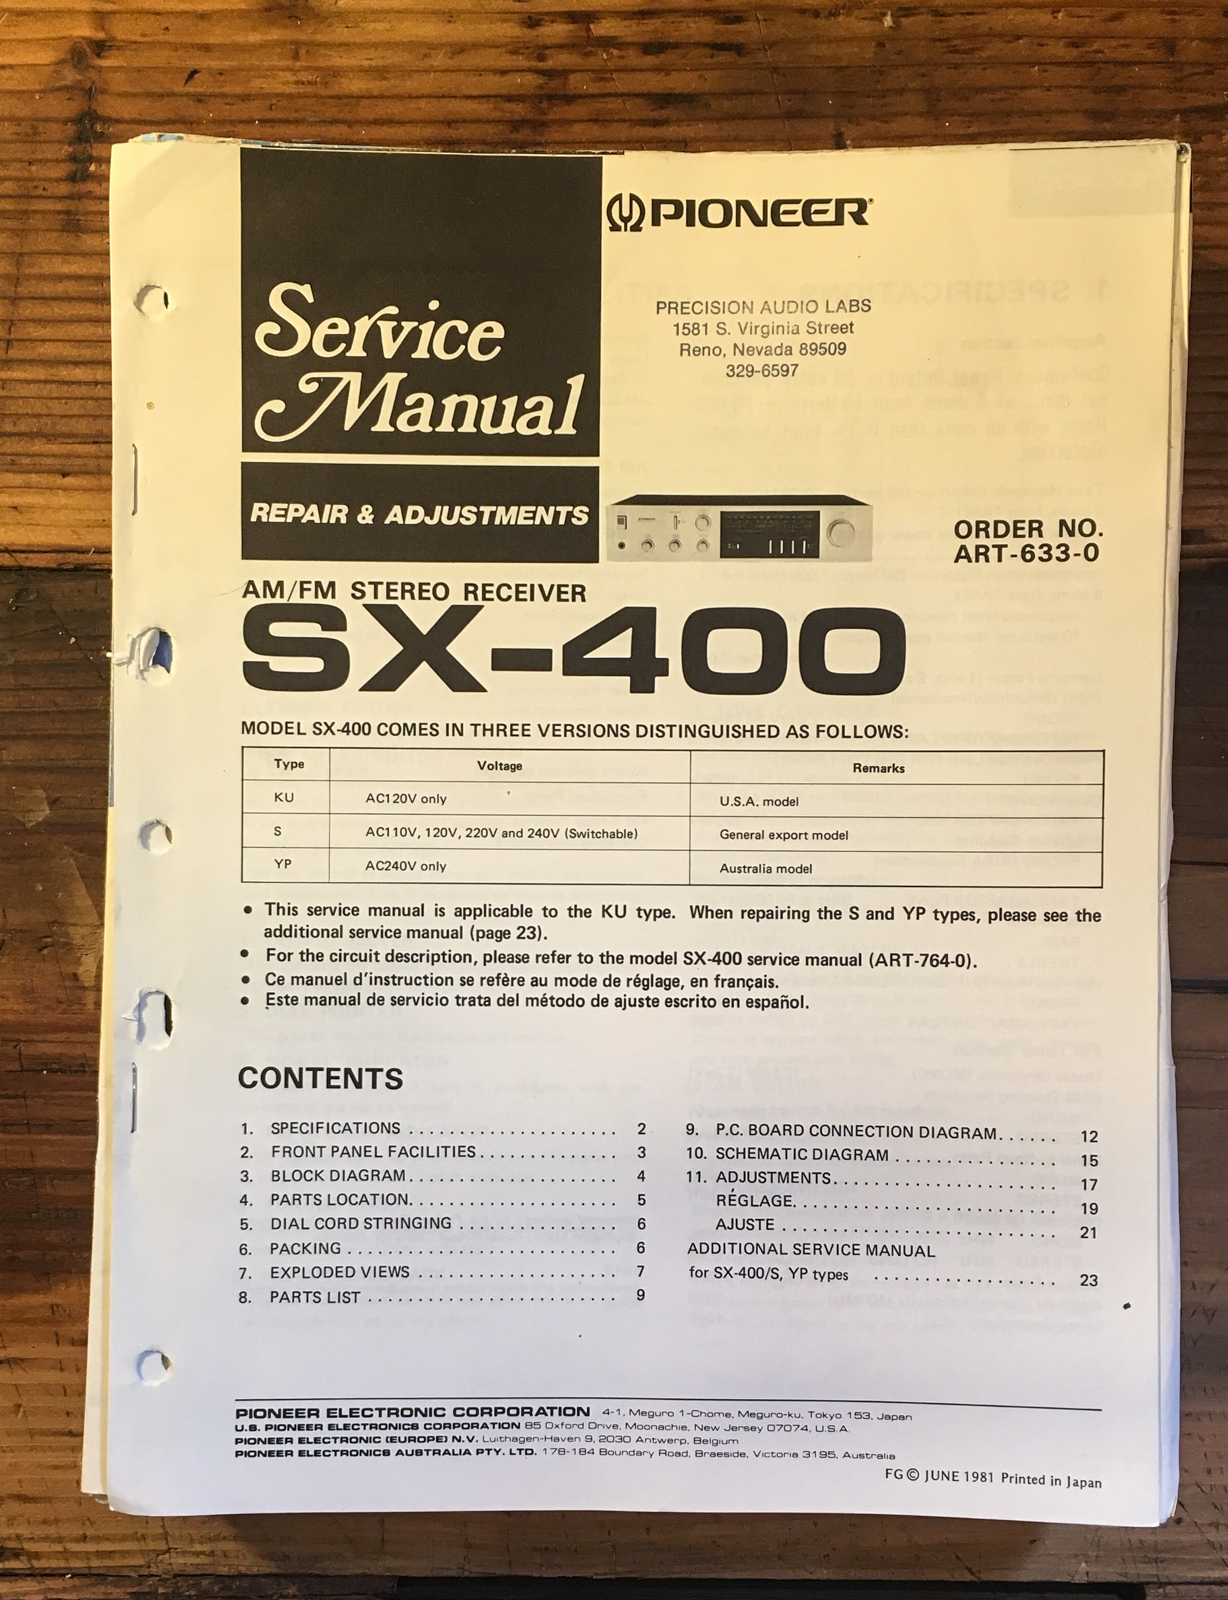 PIONEER
Service
Manual
PRECISION AUDIO LABS
1581 S. Virginia Street
Reno, Nevada 89509
329-6597
REPAIR & ADJUSTMENTS
ORDER NO.
ART-633-0
AM/FM STEREO RECEIVER
SX-400
MODEL SX-400 COMES IN THREE VERSIONS DISTINGUISHED AS FOLLOWS:
Type Voltage Remarks
KU AC120V only U.S.A. model
S AC110V, 120V, 220V and 240V (Switchable) General export model
YP AC240V only Australia model
• This service manual is applicable to the KU type. When repairing the S and YP types, please see the
additional service manual (page 23).
• For the circuit description, please refer to the model SX-400 service manual (ART-764-0).
• Ce manuel d'instruction se refère au mode de réglage, en français.
• Este manual de servicio trata del método de ajuste escrito en español.
CONTENTS
1. SPECIFICATIONS . . . . . . . . . . . . . . . . . . . . 2
2. FRONT PANEL FACILITIES . . . . . . . . . . . . . 3
3. BLOCK DIAGRAM . . . . . . . . . . . . . . . . . . . . 4
4. PARTS LOCATION . . . . . . . . . . . . . . . . . . . . 5
5. DIAL CORD STRINGING . . . . . . . . . . . . . . . 6
6. PACKING . . . . . . . . . . . . . . . . . . . . . . . . . . 6
7. EXPLODED VIEWS . . . . . . . . . . . . . . . . . . . 7
8. PARTS LIST . . . . . . . . . . . . . . . . . . . . . . . . 9
9. P.C. BOARD CONNECTION DIAGRAM . . . . . . 12
10. SCHEMATIC DIAGRAM . . . . . . . . . . . . . . . . 15
11. ADJUSTMENTS . . . . . . . . . . . . . . . . . . . . . . 17
RÉGLAGE . . . . . . . . . . . . . . . . . . . . . . . . . . 19
AJUSTE . . . . . . . . . . . . . . . . . . . . . . . . . . . 21
ADDITIONAL SERVICE MANUAL
for SX-400/S, YP types . . . . . . . . . . . . . . . . . . 23
PIONEER ELECTRONIC CORPORATION 4-1, Meguro 1-Chome, Meguro-ku, Tokyo 153, Japan
U.S. PIONEER ELECTRONICS CORPORATION 85 Oxford Drive, Moonachie, New Jersey 07074, U.S.A.
PIONEER ELECTRONIC (EUROPE) N.V. Luithagen-Haven 9, 2030 Antwerp, Belgium
PIONEER ELECTRONICS AUSTRALIA PTY. LTD. 178-184 Boundary Road, Braeside, Victoria 3195, Australia
FG © JUNE 1981 Printed in Japan